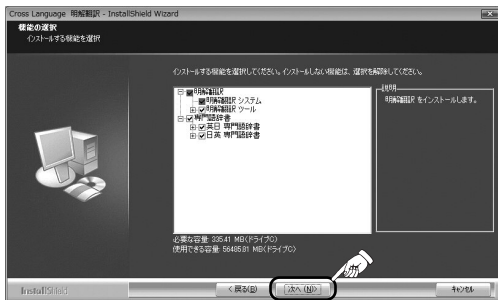 Cross Language 明解翻訳 - InstallShield Wizard
機能の選択
インストールする機能を選択
インストールする機能を選択してください。インストールしない機能は、選択を解除してください。
明解翻訳
明解翻訳 システム
明解翻訳 ツール
専門語辞書
英日 専門語辞書
日英 専門語辞書
説明
明解翻訳 をインストールします。
必要な容量: 335.41 MB(ドライブC)
使用できる容量: 56485.81 MB(ドライブC)
InstallShield
< 戻る(B)
次へ (N)>
キャンセル